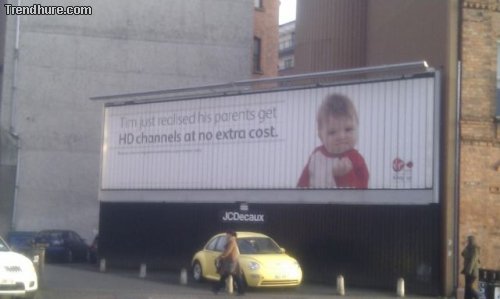 Trendhure.com
Tim just realised his parents get
HD channels at no extra cost.
JCDecaux